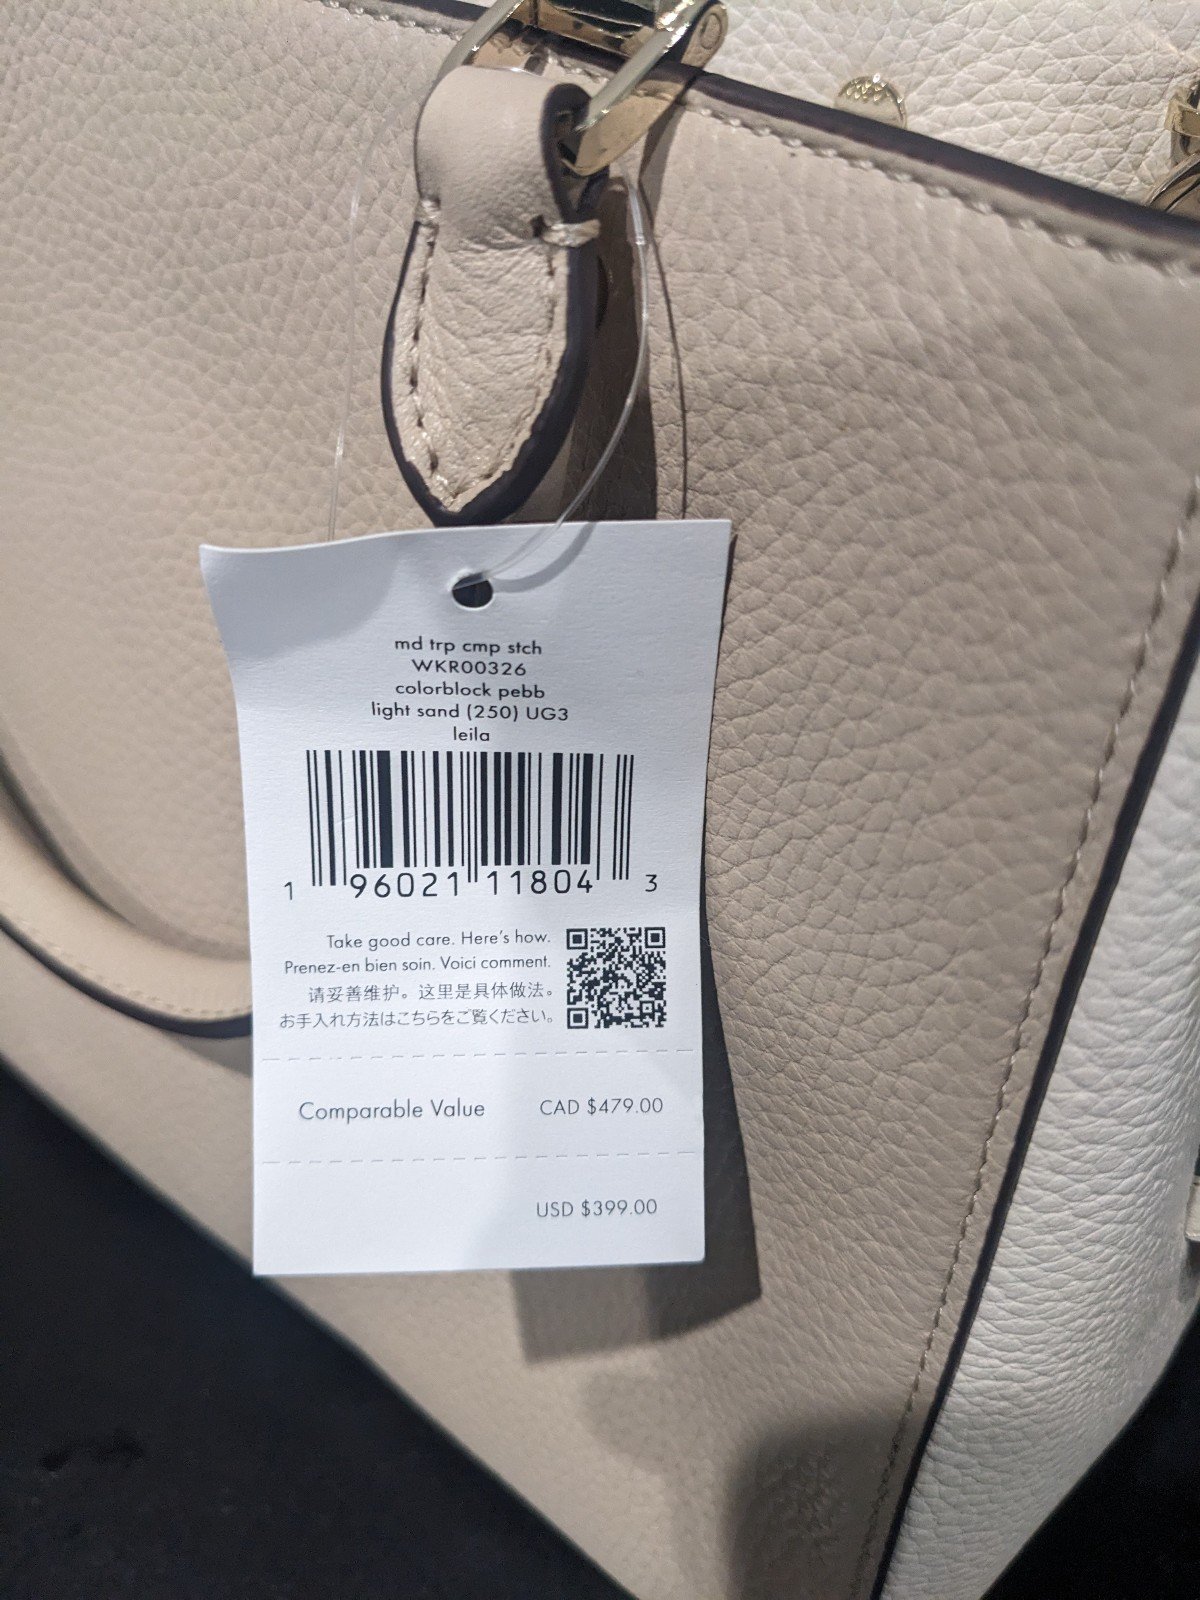 md trp cmp stch
WKR00326
colorblock pebb
light sand (250) UG3
leila
1 96021 11804 3
Take good care. Here's how.
Prenez-en bien soin. Voici comment.
请妥善维护。这里是具体做法。
お手入れ方法はこちらをご覧ください。
Comparable Value CAD $479.00
USD $399.00